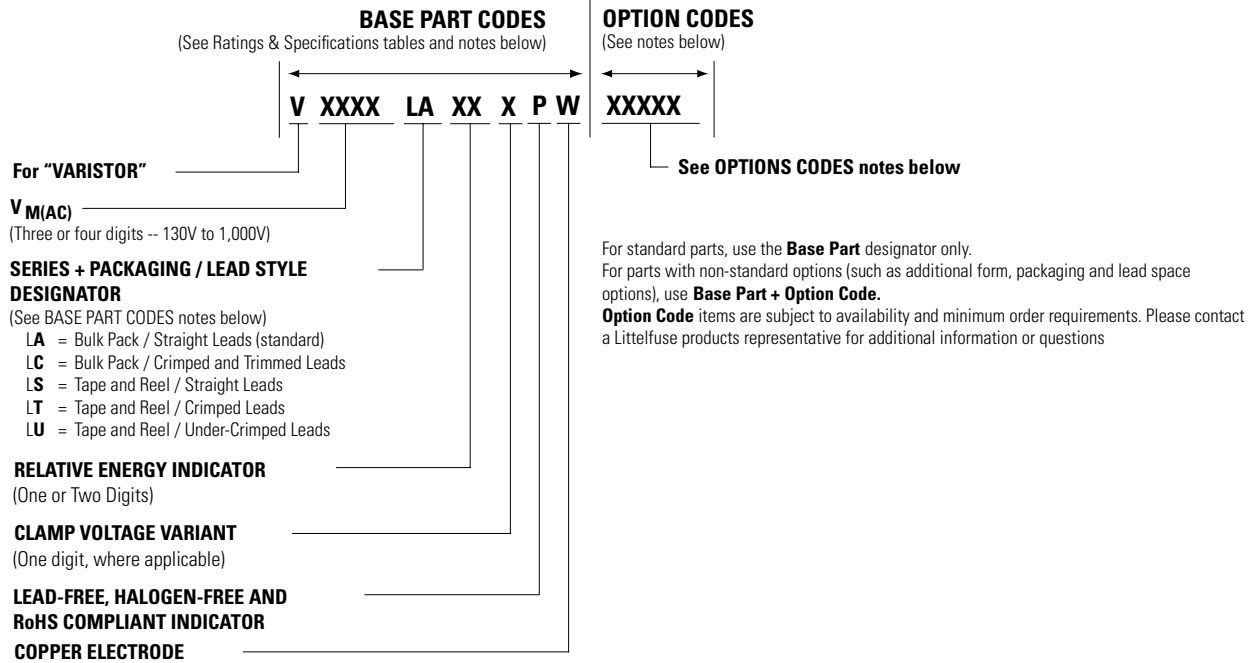 BASE PART CODES
(See Ratings & Specifications tables and notes below)
OPTION CODES
(See notes below)
V XXXX LA XX X P W XXXXX
For "VARISTOR"
See OPTIONS CODES notes below
V M(AC)
(Three or four digits -- 130V to 1,000V)
SERIES + PACKAGING / LEAD STYLE
DESIGNATOR
(See BASE PART CODES notes below)
LA = Bulk Pack / Straight Leads (standard)
LC = Bulk Pack / Crimped and Trimmed Leads
LS = Tape and Reel / Straight Leads
LT = Tape and Reel / Crimped Leads
LU = Tape and Reel / Under-Crimped Leads
RELATIVE ENERGY INDICATOR
(One or Two Digits)
CLAMP VOLTAGE VARIANT
(One digit, where applicable)
LEAD-FREE, HALOGEN-FREE AND
RoHS COMPLIANT INDICATOR
COPPER ELECTRODE
For standard parts, use the Base Part designator only.
For parts with non-standard options (such as additional form, packaging and lead space
options), use Base Part + Option Code.
Option Code items are subject to availability and minimum order requirements. Please contact
a Littelfuse products representative for additional information or questions